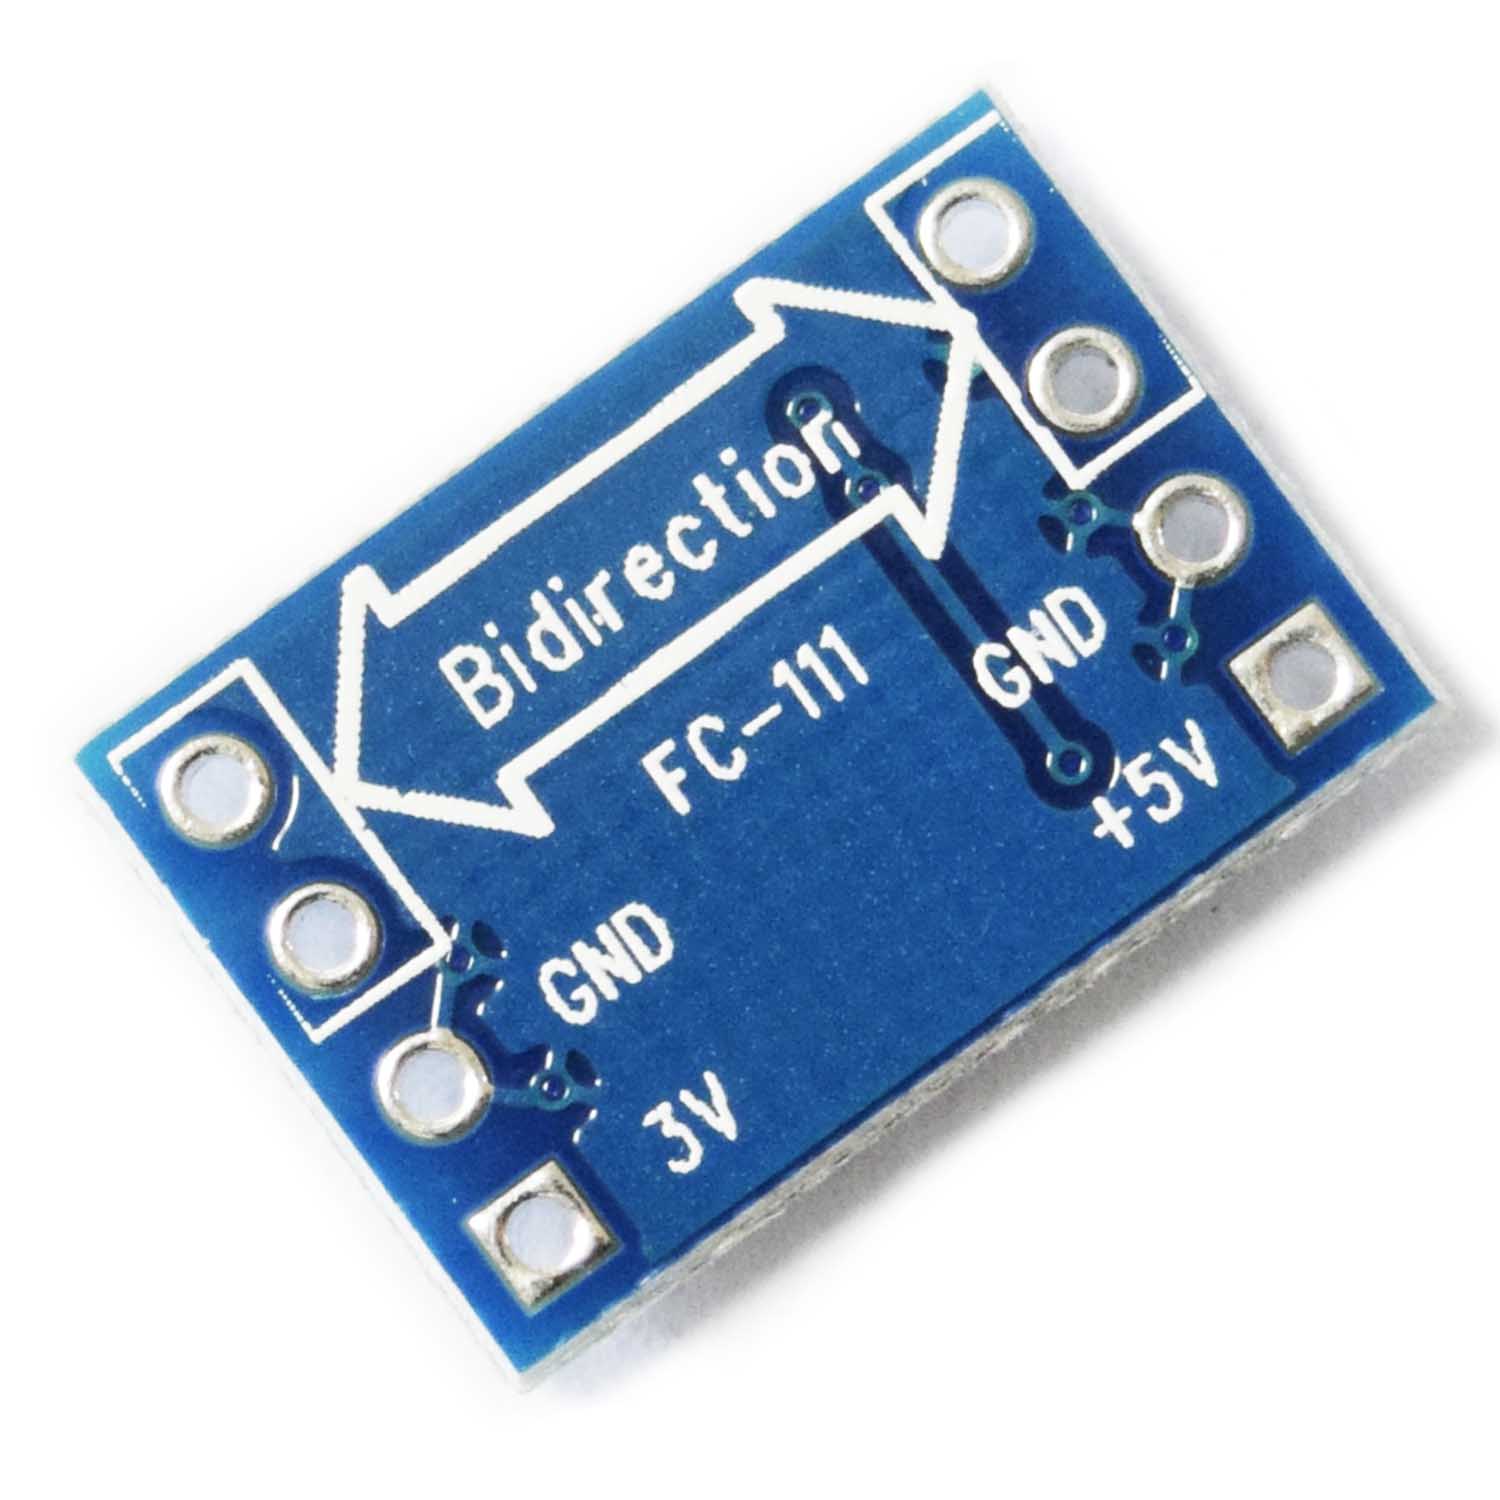 Bidirection
FC-111
GND
+5V
GND
3V